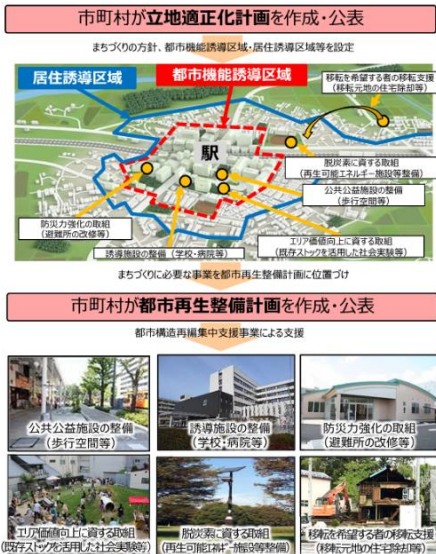 市町村が立地適正化計画を作成・公表
まちづくりの方針、都市機能誘導区域・居住誘導区域等を設定
居住誘導区域
都市機能誘導区域
移転を希望する者の移転支援
(移転元地の住宅除却等)
駅
脱炭素に資する取組
(再生可能エネルギー施設等整備)
公共公益施設の整備
(歩行空間等)
防災力強化の取組
(避難所の改修等)
誘導施設の整備(学校・病院等)
エリア価値向上に資する取組
(既存ストックを活用した社会実験等)
まちづくりに必要な事業を都市再生整備計画に位置づけ
市町村が都市再生整備計画を作成・公表
都市構造再編集中支援事業による支援
公共公益施設の整備
(歩行空間等)
誘導施設の整備
(学校・病院等)
防災力強化の取組
(避難所の改修等)
エリア価値向上に資する取組
(既存ストックを活用した社会実験等)
脱炭素に資する取組
(再生可能エネルギー施設等整備)
移転を希望する者の移転支援
(移転元地の住宅除却等)